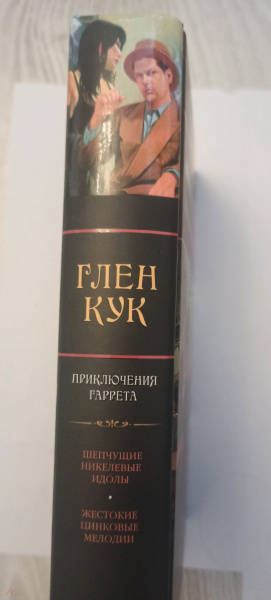 ГЛЕН
КУК
ПРИКЛЮЧЕНИЯ
ГАРРЕТА
ШЕПЧУЩИЕ
НИКЕЛЕВЫЕ
ИДОЛЫ
•
ЖЕСТОКИЕ
ЦИНКОВЫЕ
МЕЛОДИИ